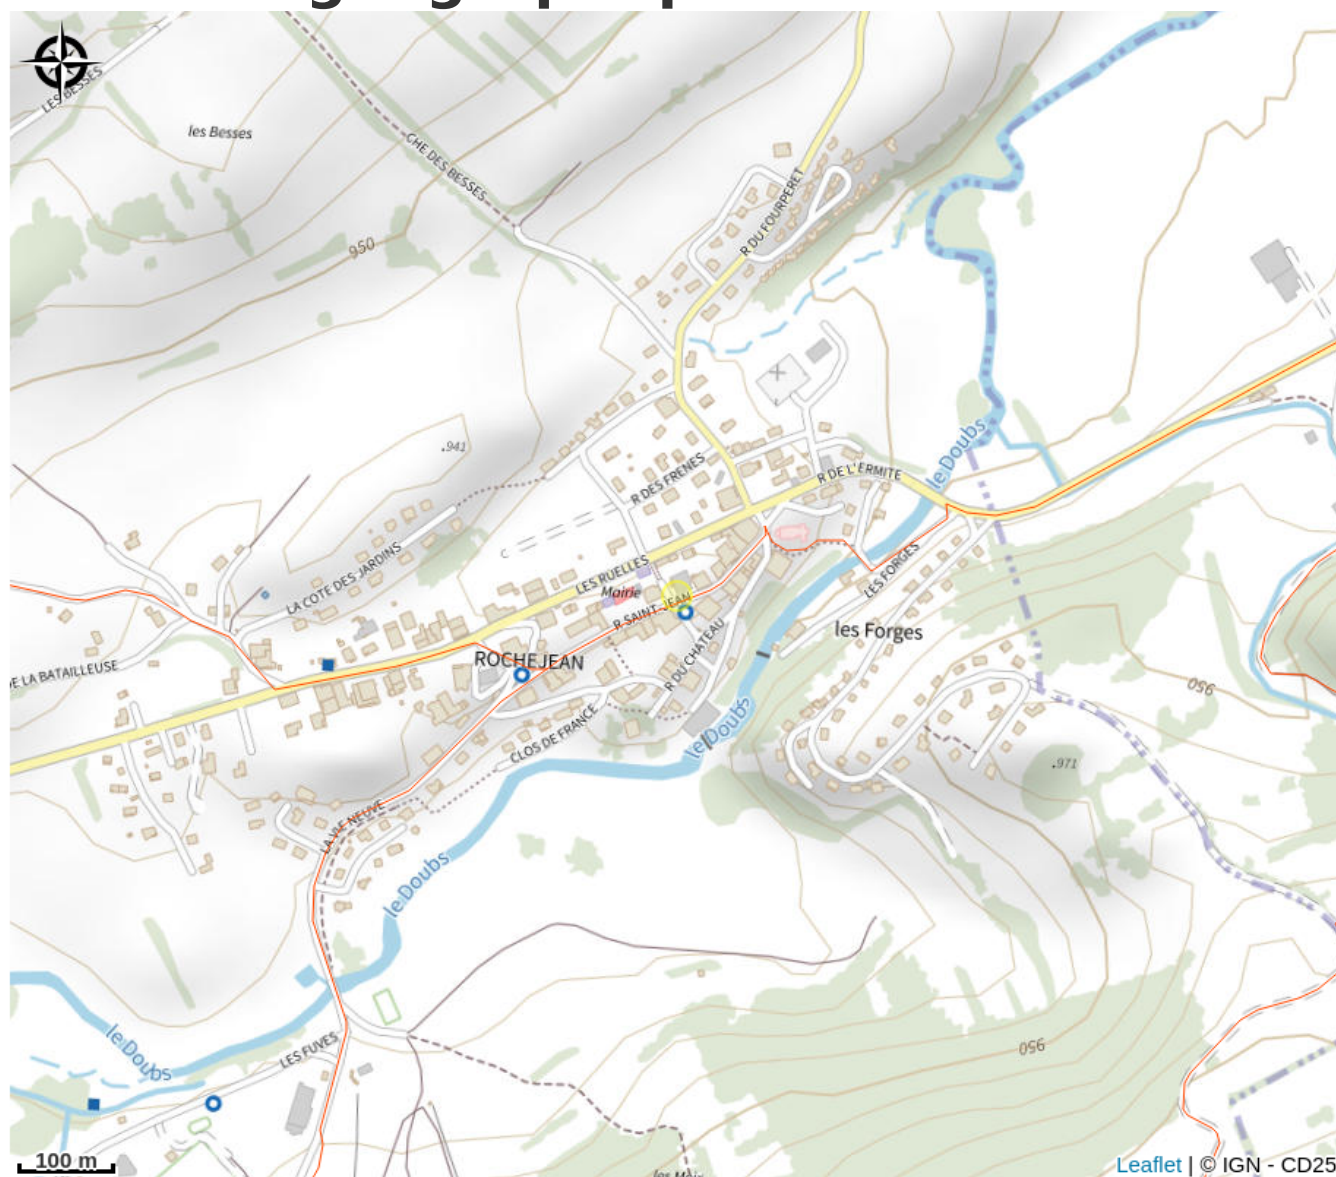 LES BESSES
les Besses
CHE DES BESSES
950
R DU FOURPERET
941
le Doubs
R DES FRENES
R DE L'ERMITE
LA COTE DES JARDINS
LES RUELLES
Mairie
R SAINT-JEAN
LES FORGES
les Forges
ROCHEJEAN
R DU CHATEAU
E LA BATAILLEUSE
950
CLOS DE FRANCE
le Doubs
971
LA VIE NEUVE
le Doubs
le Doubs
LES FUVES
950
100 m
Leaflet | © IGN - CD25